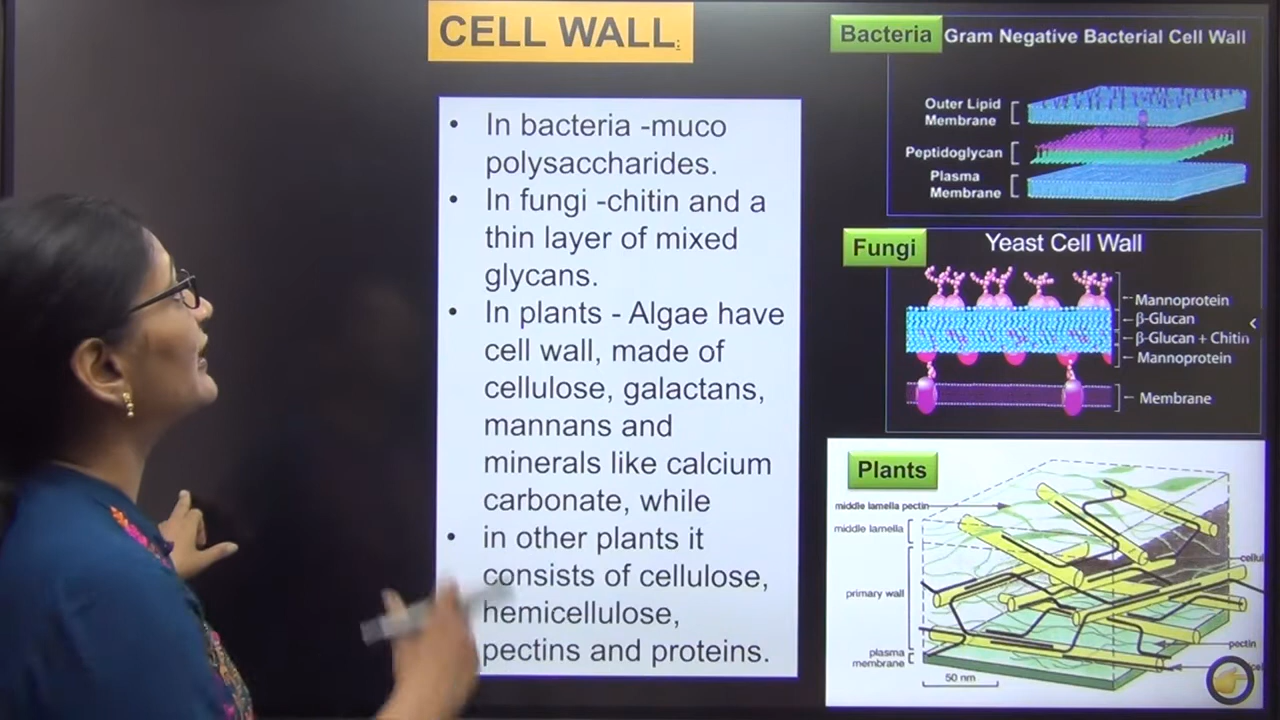 CELL WALL:
• In bacteria -muco
polysaccharides.
• In fungi -chitin and a
thin layer of mixed
glycans.
• In plants - Algae have
cell wall, made of
cellulose, galactans,
mannans and
minerals like calcium
carbonate, while
• in other plants it
consists of cellulose,
hemicellulose,
pectins and proteins.
Bacteria
Gram Negative Bacterial Cell Wall
Outer Lipid
Membrane
Peptidoglycan
Plasma
Membrane
Fungi
Yeast Cell Wall
Mannoprotein
β-Glucan
β-Glucan + Chitin
Mannoprotein
Membrane
Plants
middle lamella pectin
middle lamella
primary wall
plasma
membrane
50 nm
pectin